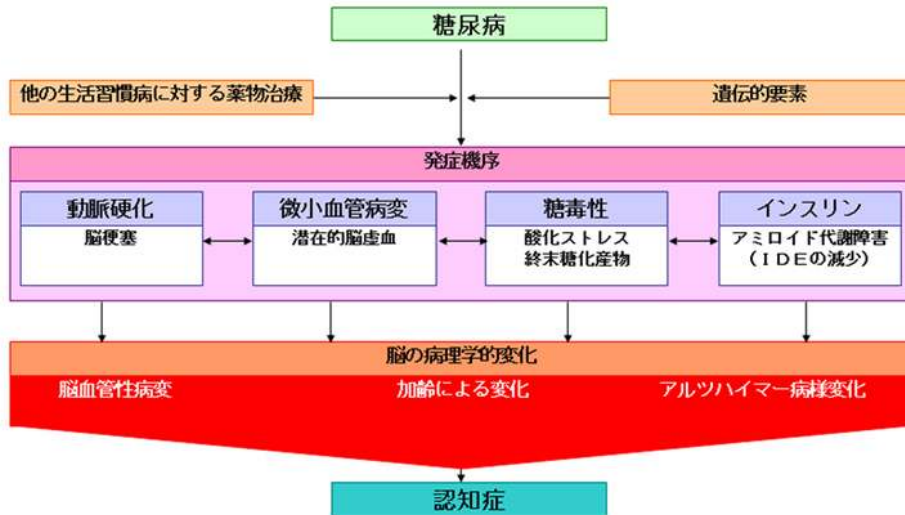 糖尿病
他の生活習慣病に対する薬物治療
遺伝的要素
発症機序
動脈硬化
脳梗塞
微小血管病変
潜在的脳虚血
糖毒性
酸化ストレス
終末糖化産物
インスリン
アミロイド代謝障害
（ＩＤＥの減少）
脳の病理学的変化
脳血管性病変
加齢による変化
アルツハイマー病様変化
認知症